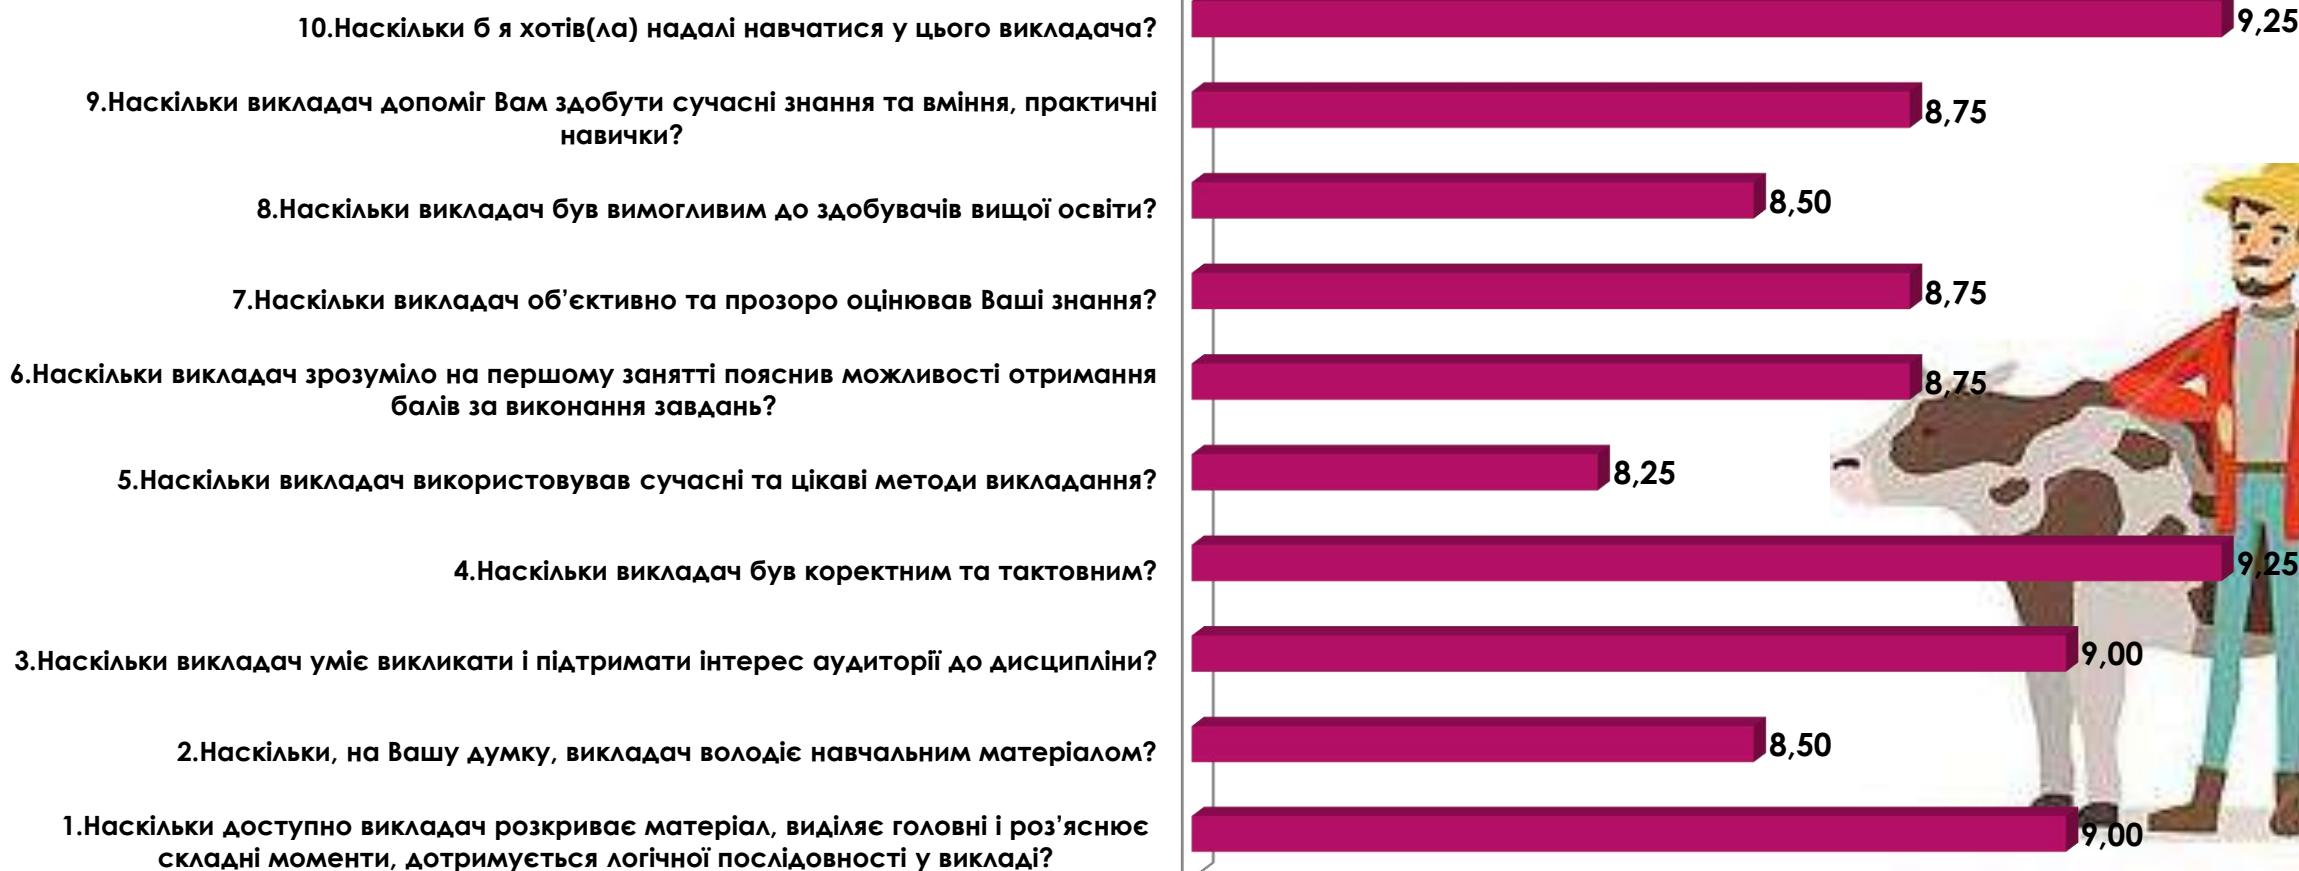 10.Наскільки б я хотів(ла) надалі навчатися у цього викладача?
9,25
9.Наскільки викладач допоміг Вам здобути сучасні знання та вміння, практичні
навички?
8,75
8.Наскільки викладач був вимогливим до здобувачів вищої освіти?
8,50
7.Наскільки викладач об’єктивно та прозоро оцінював Ваші знання?
8,75
6.Наскільки викладач зрозуміло на першому занятті пояснив можливості отримання
балів за виконання завдань?
8,75
5.Наскільки викладач використовував сучасні та цікаві методи викладання?
8,25
4.Наскільки викладач був коректним та тактовним?
9,25
3.Наскільки викладач уміє викликати і підтримати інтерес аудиторії до дисципліни?
9,00
2.Наскільки, на Вашу думку, викладач володіє навчальним матеріалом?
8,50
1.Наскільки доступно викладач розкриває матеріал, виділяє головні і роз’яснює
складні моменти, дотримується логічної послідовності у викладі?
9,00